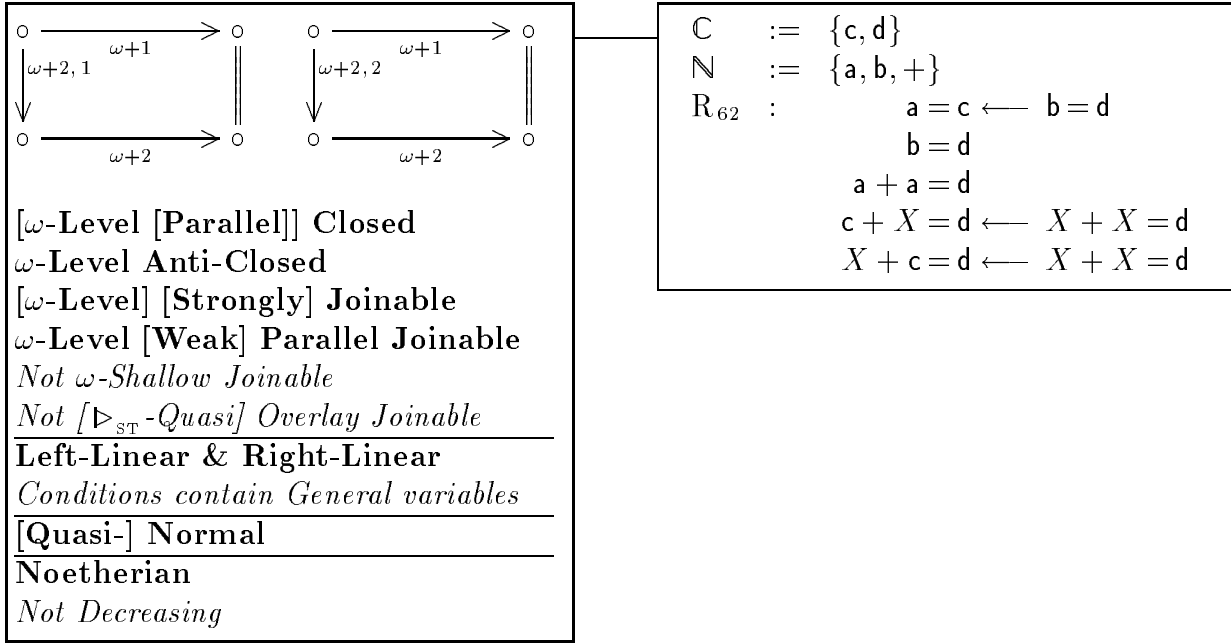 ω+1 ω+1
ω+2, 1 ω+2, 2
ω+2 ω+2
[ω-Level [Parallel]] Closed
ω-Level Anti-Closed
[ω-Level] [Strongly] Joinable
ω-Level [Weak] Parallel Joinable
Not ω-Shallow Joinable
Not [▷ST-Quasi] Overlay Joinable
Left-Linear & Right-Linear
Conditions contain General variables
[Quasi-] Normal
Noetherian
Not Decreasing
ℂ := {c, d}
ℕ := {a, b, +}
R62 : a = c ⟵ b = d
b = d
a + a = d
c + X = d ⟵ X + X = d
X + c = d ⟵ X + X = d